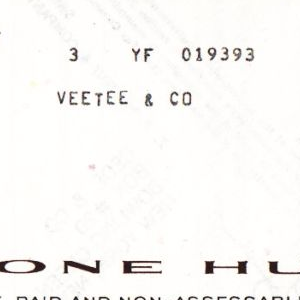 3 YF 019393
VEETEE & CO
ONE HU
PAID AND NON-ASSESSABL